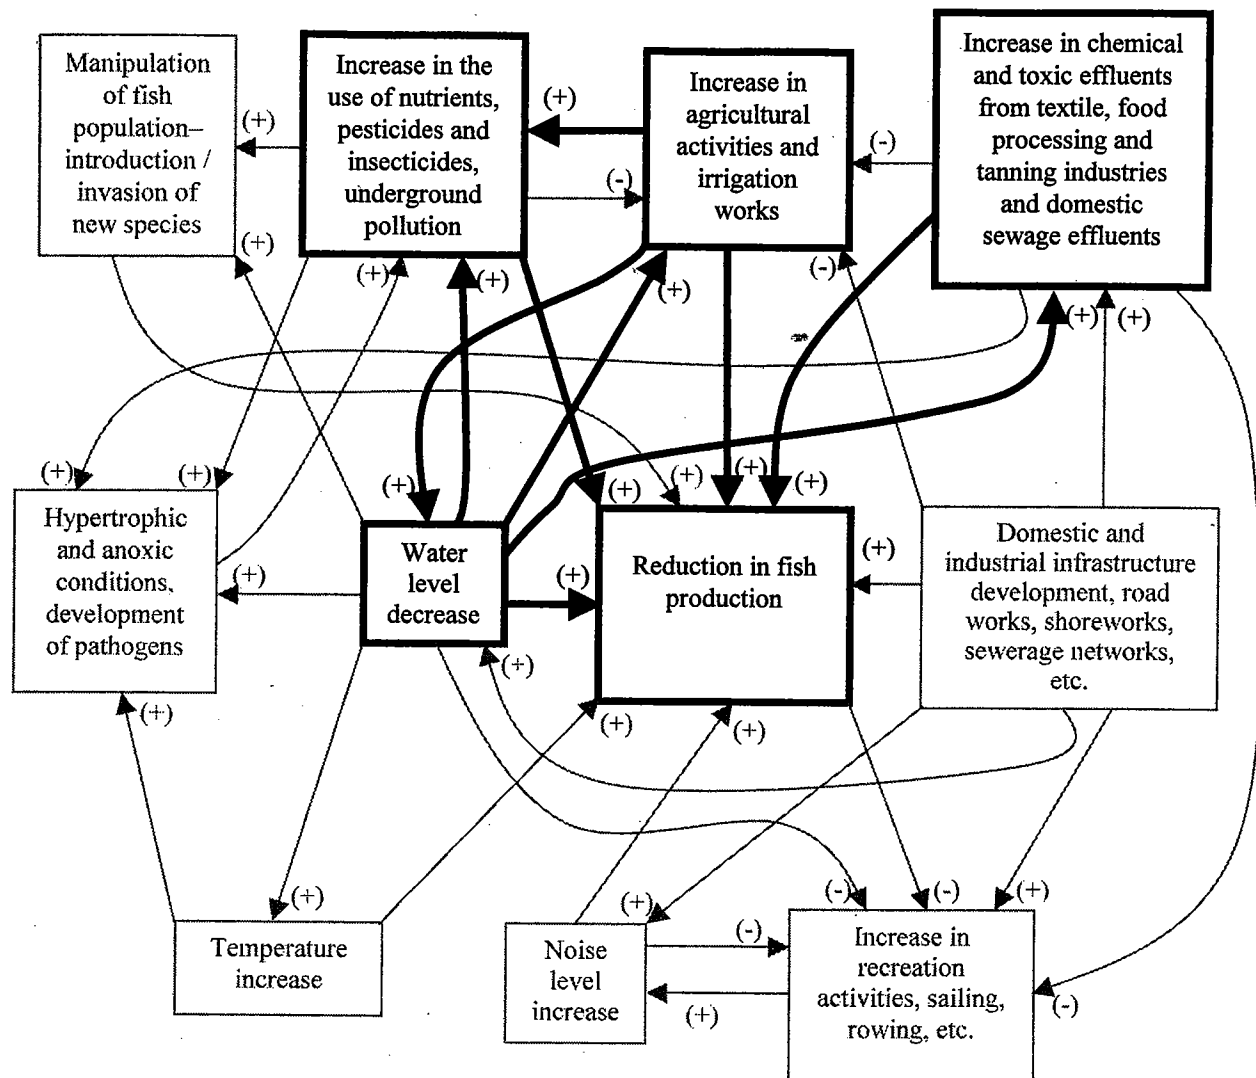 Manipulation
of fish
population–
introduction /
invasion of
new species
Increase in the
use of nutrients,
pesticides and
insecticides,
underground
pollution
Increase in
agricultural
activities and
irrigation
works
Increase in chemical
and toxic effluents
from textile, food
processing and
tanning industries
and domestic
sewage effluents
(+)
(+)
(-)
(-)
(+)
(+)
(+)
(+)
(-)
(+)
(+)
(+)
(+)
(+)
(+)
(+)
(+)
(+)
Hypertrophic
and anoxic
conditions,
development
of pathogens
(+)
Water
level
decrease
(+)
Reduction in fish
production
(+)
Domestic and
industrial infrastructure
development, road
works, shoreworks,
sewerage networks,
etc.
(+)
(+)
(+)
(+)
(+)
(+)
(-)
(-)
(+)
Temperature
increase
Noise
level
increase
(-)
(+)
Increase in
recreation
activities, sailing,
rowing, etc.
(-)